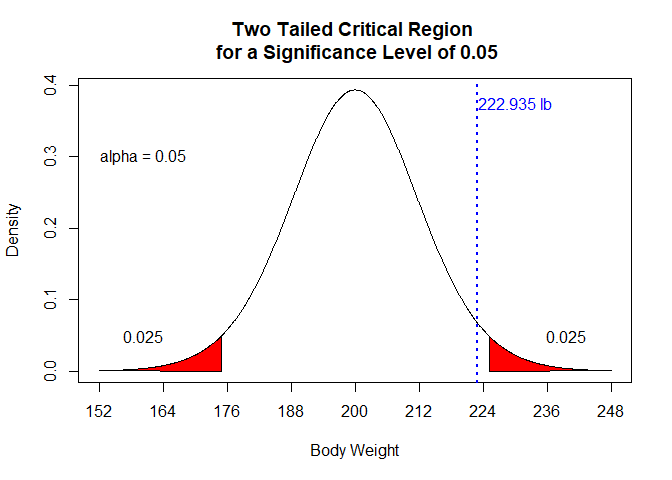 Two Tailed Critical Region
for a Significance Level of 0.05
222.935 lb
alpha = 0.05
0.025
0.025
Density
0.0
0.1
0.2
0.3
0.4
152 164 176 188 200 212 224 236 248
Body Weight